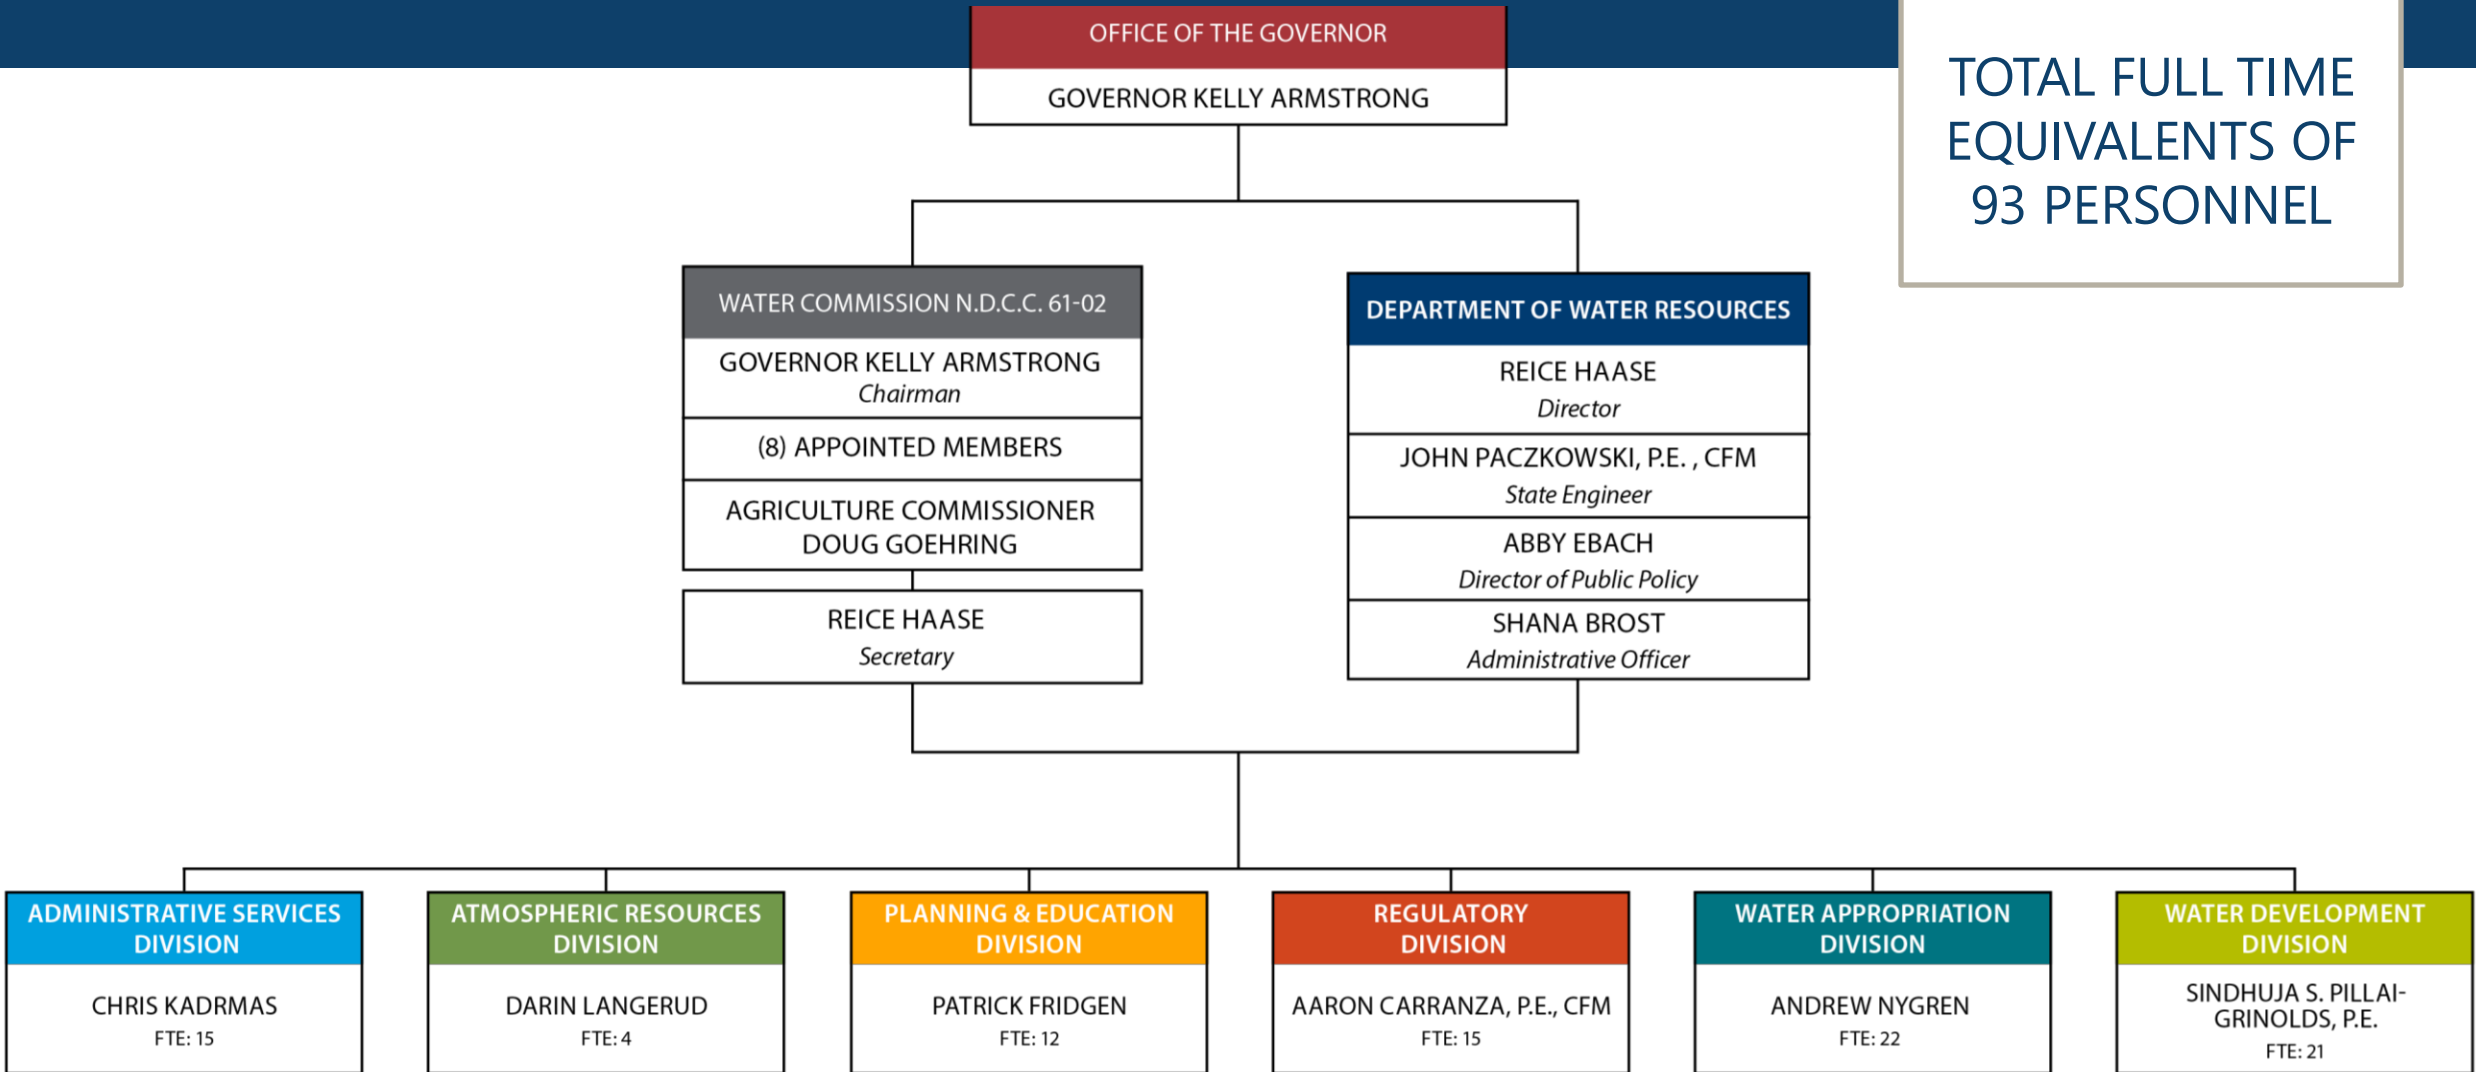 OFFICE OF THE GOVERNOR
GOVERNOR KELLY ARMSTRONG
TOTAL FULL TIME
EQUIVALENTS OF
93 PERSONNEL
WATER COMMISSION N.D.C.C. 61-02
GOVERNOR KELLY ARMSTRONG
Chairman
(8) APPOINTED MEMBERS
AGRICULTURE COMMISSIONER
DOUG GOEHRING
REICE HAASE
Secretary
DEPARTMENT OF WATER RESOURCES
REICE HAASE
Director
JOHN PACZKOWSKI, P.E. , CFM
State Engineer
ABBY EBACH
Director of Public Policy
SHANA BROST
Administrative Officer
ADMINISTRATIVE SERVICES
DIVISION
CHRIS KADRMAS
FTE: 15
ATMOSPHERIC RESOURCES
DIVISION
DARIN LANGERUD
FTE: 4
PLANNING & EDUCATION
DIVISION
PATRICK FRIDGEN
FTE: 12
REGULATORY
DIVISION
AARON CARRANZA, P.E., CFM
FTE: 15
WATER APPROPRIATION
DIVISION
ANDREW NYGREN
FTE: 22
WATER DEVELOPMENT
DIVISION
SINDHUJA S. PILLAI-
GRINOLDS, P.E.
FTE: 21